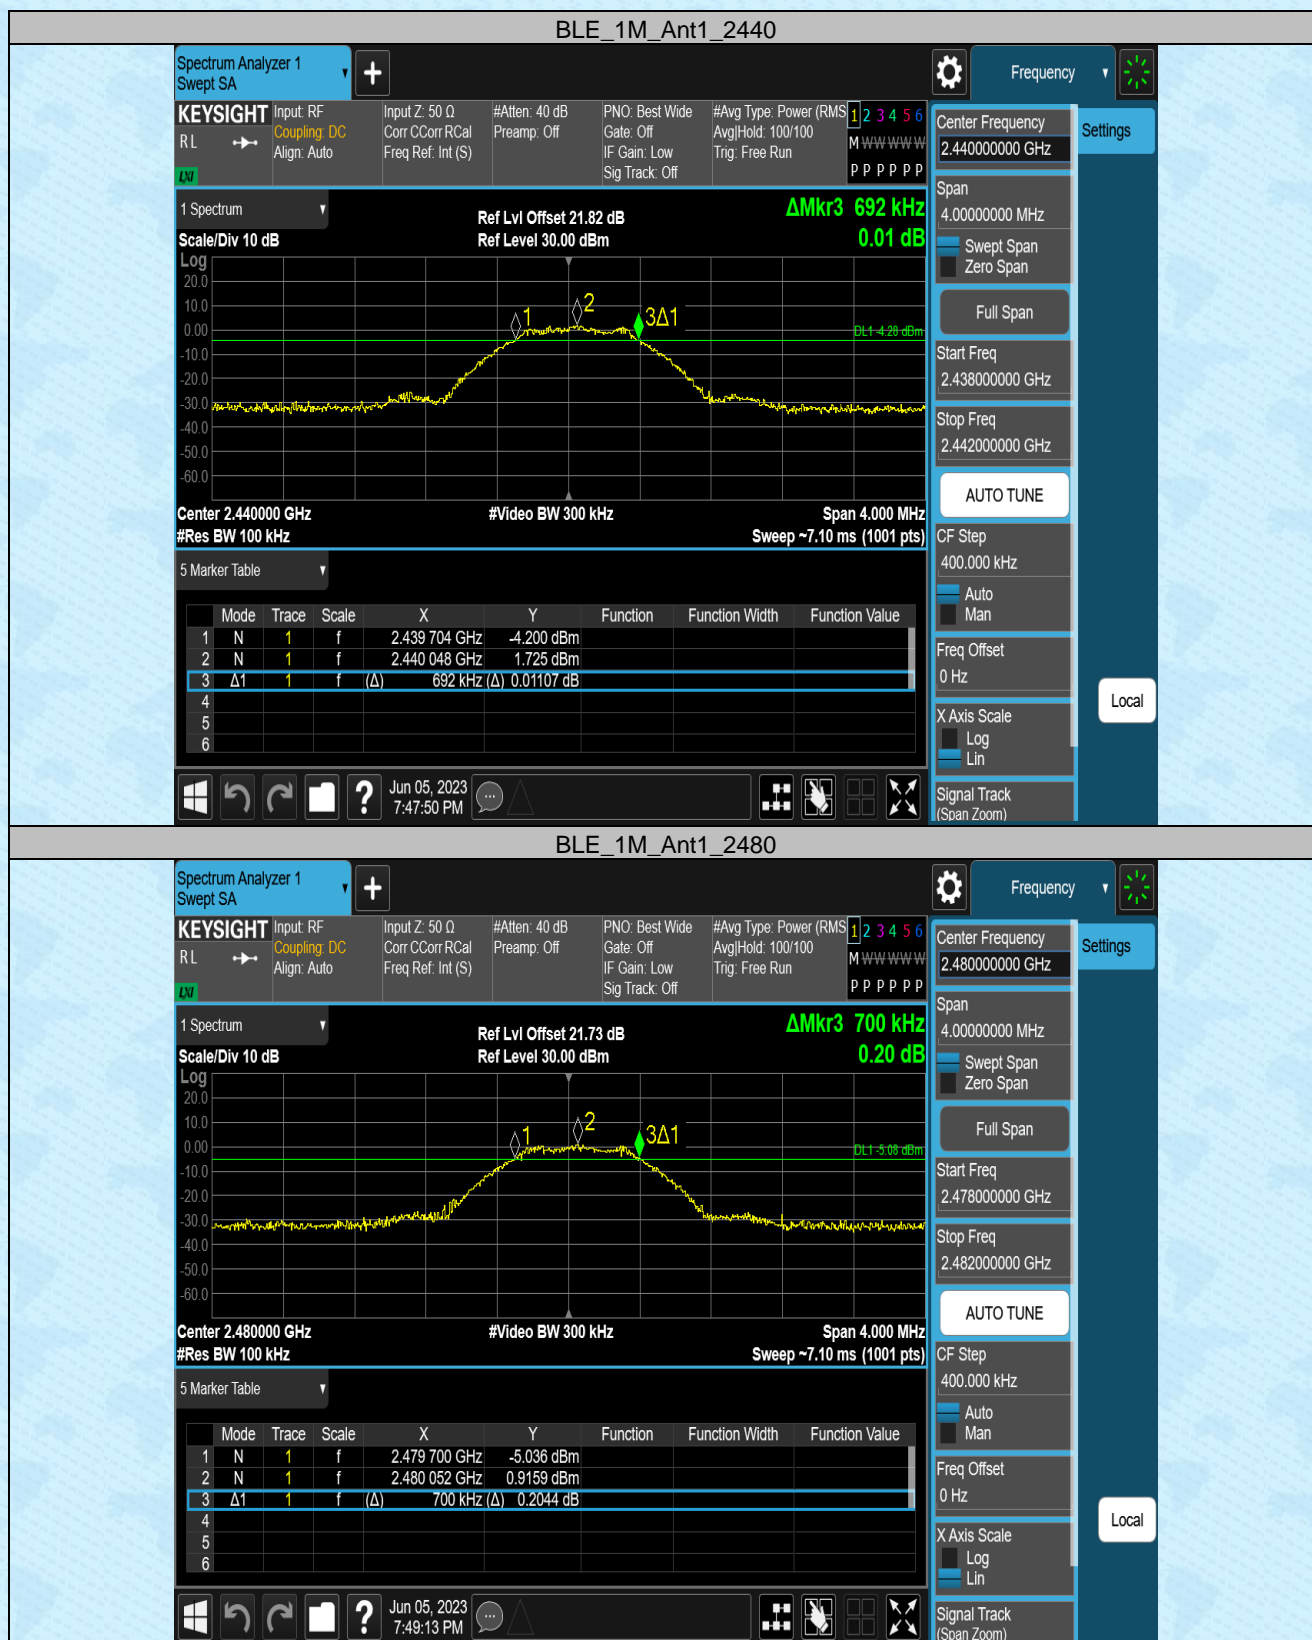 BLE_1M_Ant1_2440
Spectrum Analyzer 1
Swept SA
Frequency
KEYSIGHT
RL
LXI
Input: RF
Coupling: DC
Align: Auto
Input Z: 50 Ω
Corr CCorr RCal
Freq Ref: Int (S)
#Atten: 40 dB
Preamp: Off
PNO: Best Wide
Gate: Off
IF Gain: Low
Sig Track: Off
#Avg Type: Power (RMS
Avg|Hold: 100/100
Trig: Free Run
1 2 3 4 5 6
M W W W W W
P P P P P P
1 Spectrum
Scale/Div 10 dB
Ref Lvl Offset 21.82 dB
Ref Level 30.00 dBm
ΔMkr3 692 kHz
0.01 dB
Log
20.0
10.0
0.00
-10.0
-20.0
-30.0
-40.0
-50.0
-60.0
1
2
3Δ1
DL1 -4.28 dBm
Center 2.440000 GHz
#Res BW 100 kHz
#Video BW 300 kHz
Span 4.000 MHz
Sweep ~7.10 ms (1001 pts)
5 Marker Table
Mode Trace Scale X Y Function Function Width Function Value
1 N 1 f 2.439 704 GHz -4.200 dBm
2 N 1 f 2.440 048 GHz 1.725 dBm
3 Δ1 1 f (Δ) 692 kHz (Δ) 0.01107 dB
4
5
6
?
Jun 05, 2023
7:47:50 PM
Center Frequency
2.440000000 GHz
Settings
Span
4.00000000 MHz
Swept Span
Zero Span
Full Span
Start Freq
2.438000000 GHz
Stop Freq
2.442000000 GHz
AUTO TUNE
CF Step
400.000 kHz
Auto
Man
Freq Offset
0 Hz
X Axis Scale
Log
Lin
Signal Track
(Span Zoom)
Local
BLE_1M_Ant1_2480
Spectrum Analyzer 1
Swept SA
Frequency
KEYSIGHT
RL
LXI
Input: RF
Coupling: DC
Align: Auto
Input Z: 50 Ω
Corr CCorr RCal
Freq Ref: Int (S)
#Atten: 40 dB
Preamp: Off
PNO: Best Wide
Gate: Off
IF Gain: Low
Sig Track: Off
#Avg Type: Power (RMS
Avg|Hold: 100/100
Trig: Free Run
1 2 3 4 5 6
M W W W W W
P P P P P P
1 Spectrum
Scale/Div 10 dB
Ref Lvl Offset 21.73 dB
Ref Level 30.00 dBm
ΔMkr3 700 kHz
0.20 dB
Log
20.0
10.0
0.00
-10.0
-20.0
-30.0
-40.0
-50.0
-60.0
1
2
3Δ1
DL1 -5.08 dBm
Center 2.480000 GHz
#Res BW 100 kHz
#Video BW 300 kHz
Span 4.000 MHz
Sweep ~7.10 ms (1001 pts)
5 Marker Table
Mode Trace Scale X Y Function Function Width Function Value
1 N 1 f 2.479 700 GHz -5.036 dBm
2 N 1 f 2.480 052 GHz 0.9159 dBm
3 Δ1 1 f (Δ) 700 kHz (Δ) 0.2044 dB
4
5
6
?
Jun 05, 2023
7:49:13 PM
Center Frequency
2.480000000 GHz
Settings
Span
4.00000000 MHz
Swept Span
Zero Span
Full Span
Start Freq
2.478000000 GHz
Stop Freq
2.482000000 GHz
AUTO TUNE
CF Step
400.000 kHz
Auto
Man
Freq Offset
0 Hz
X Axis Scale
Log
Lin
Signal Track
(Span Zoom)
Local